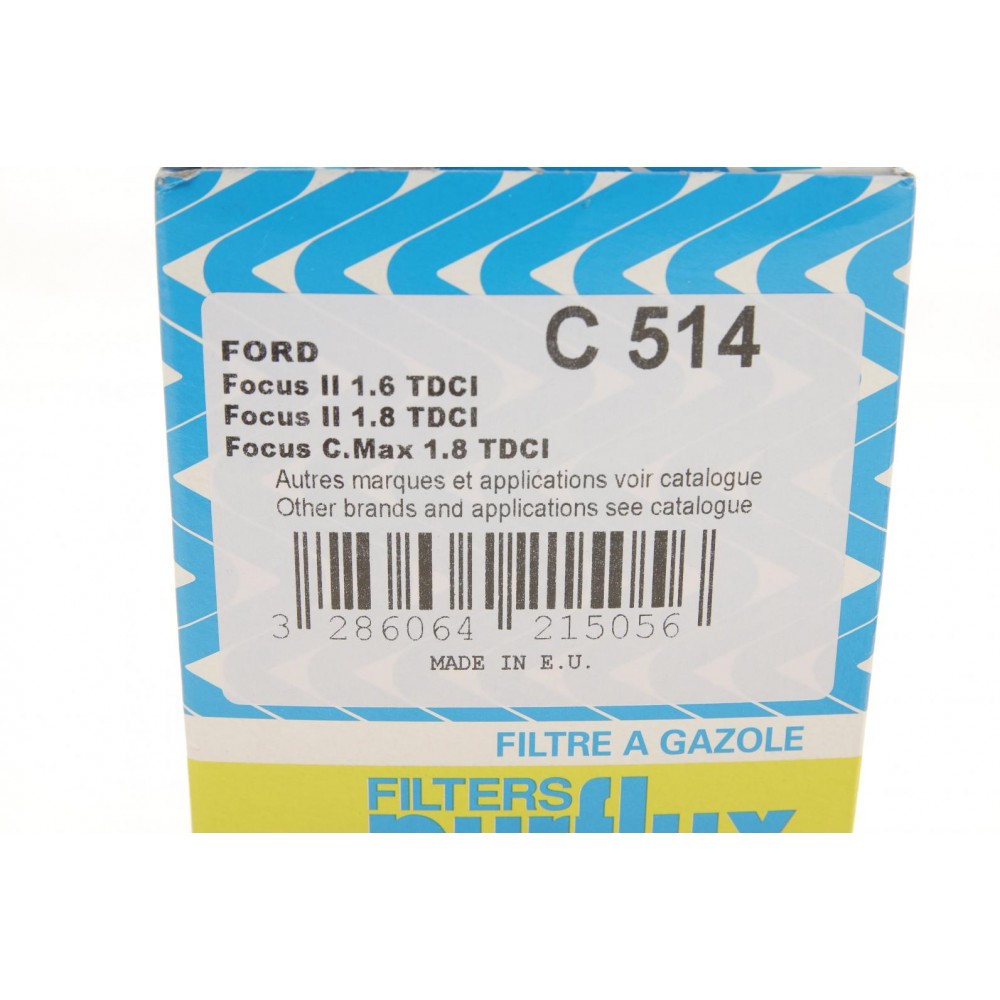 C 514
FORD
Focus II 1.6 TDCI
Focus II 1.8 TDCI
Focus C.Max 1.8 TDCI
Autres marques et applications voir catalogue
Other brands and applications see catalogue
3 286064 215056
MADE IN E.U.
FILTRE A GAZOLE
FILTERS
purflux